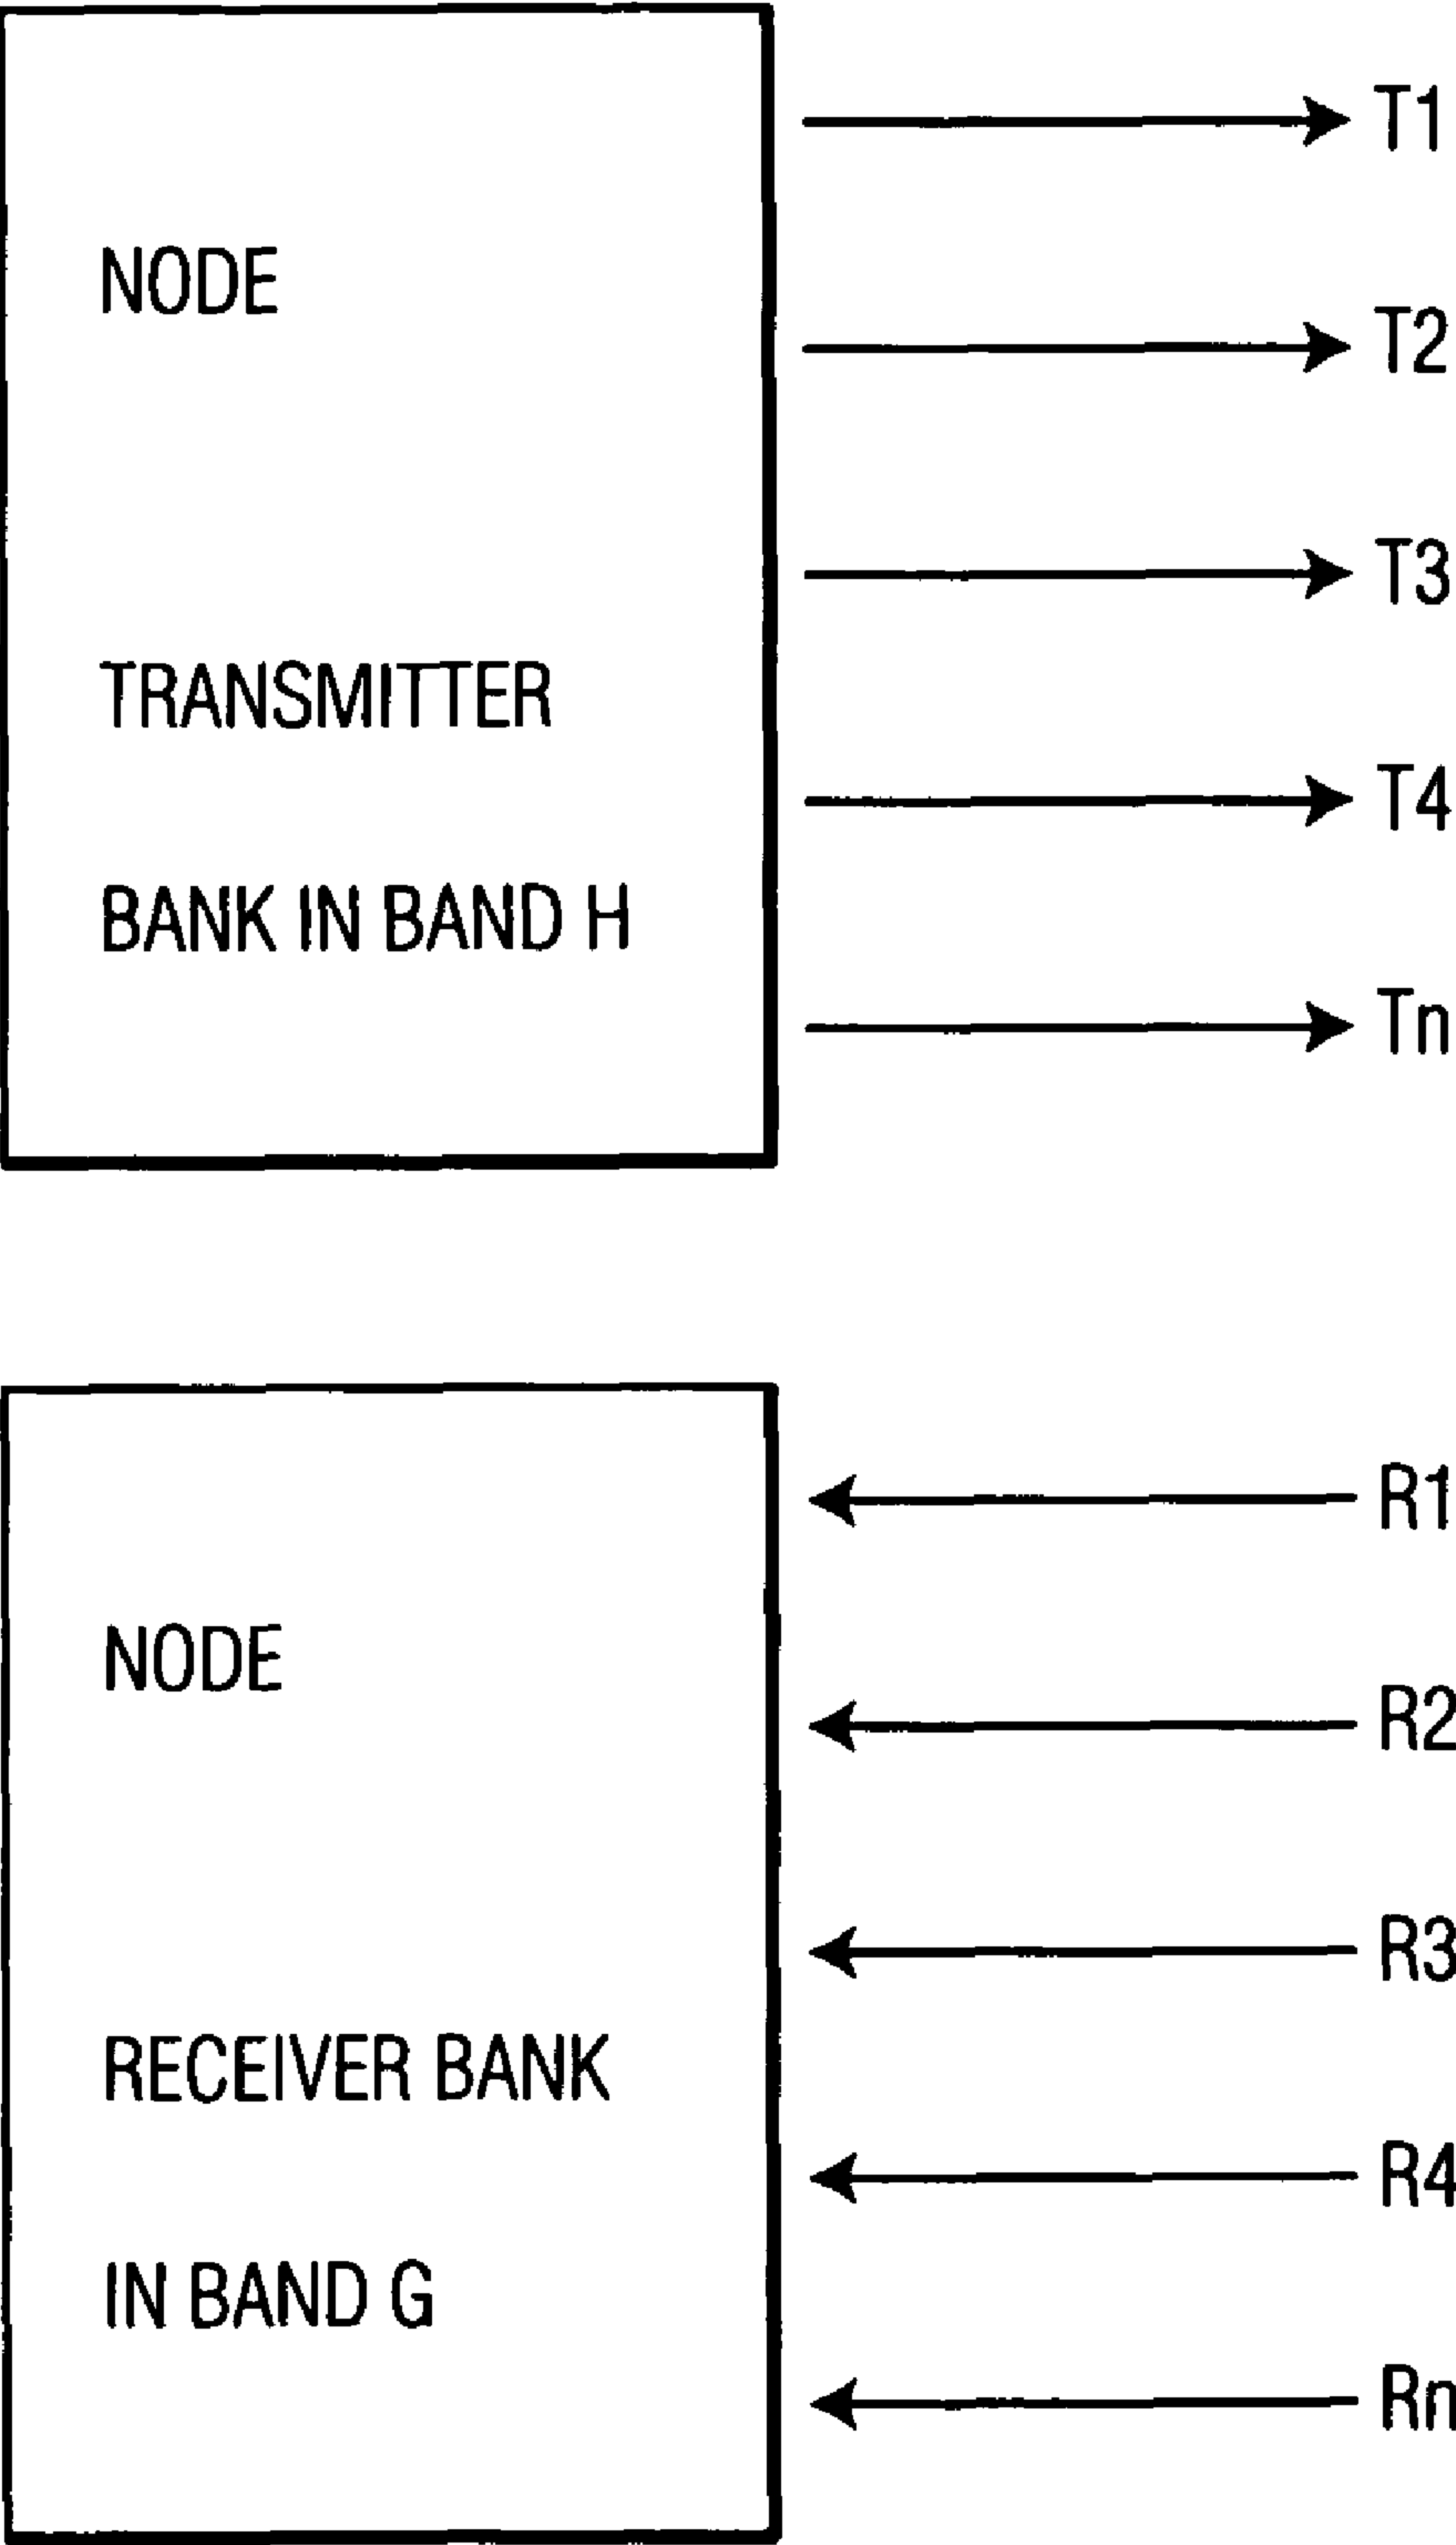 T1
NODE
T2
T3
TRANSMITTER
T4
BANK IN BAND H
Tn
R1
NODE
R2
R3
RECEIVER BANK
R4
IN BAND G
Rn